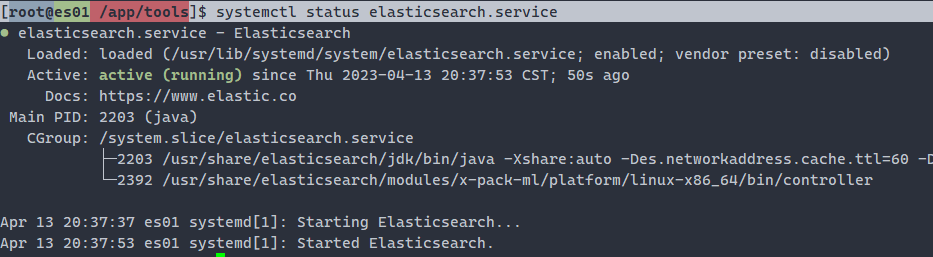 [root@es01 /app/tools]$ systemctl status elasticsearch.service
● elasticsearch.service - Elasticsearch
   Loaded: loaded (/usr/lib/systemd/system/elasticsearch.service; enabled; vendor preset: disabled)
   Active: active (running) since Thu 2023-04-13 20:37:53 CST; 50s ago
     Docs: https://www.elastic.co
 Main PID: 2203 (java)
   CGroup: /system.slice/elasticsearch.service
           ├─2203 /usr/share/elasticsearch/jdk/bin/java -Xshare:auto -Des.networkaddress.cache.ttl=60 -D
           └─2392 /usr/share/elasticsearch/modules/x-pack-ml/platform/linux-x86_64/bin/controller
Apr 13 20:37:37 es01 systemd[1]: Starting Elasticsearch...
Apr 13 20:37:53 es01 systemd[1]: Started Elasticsearch.